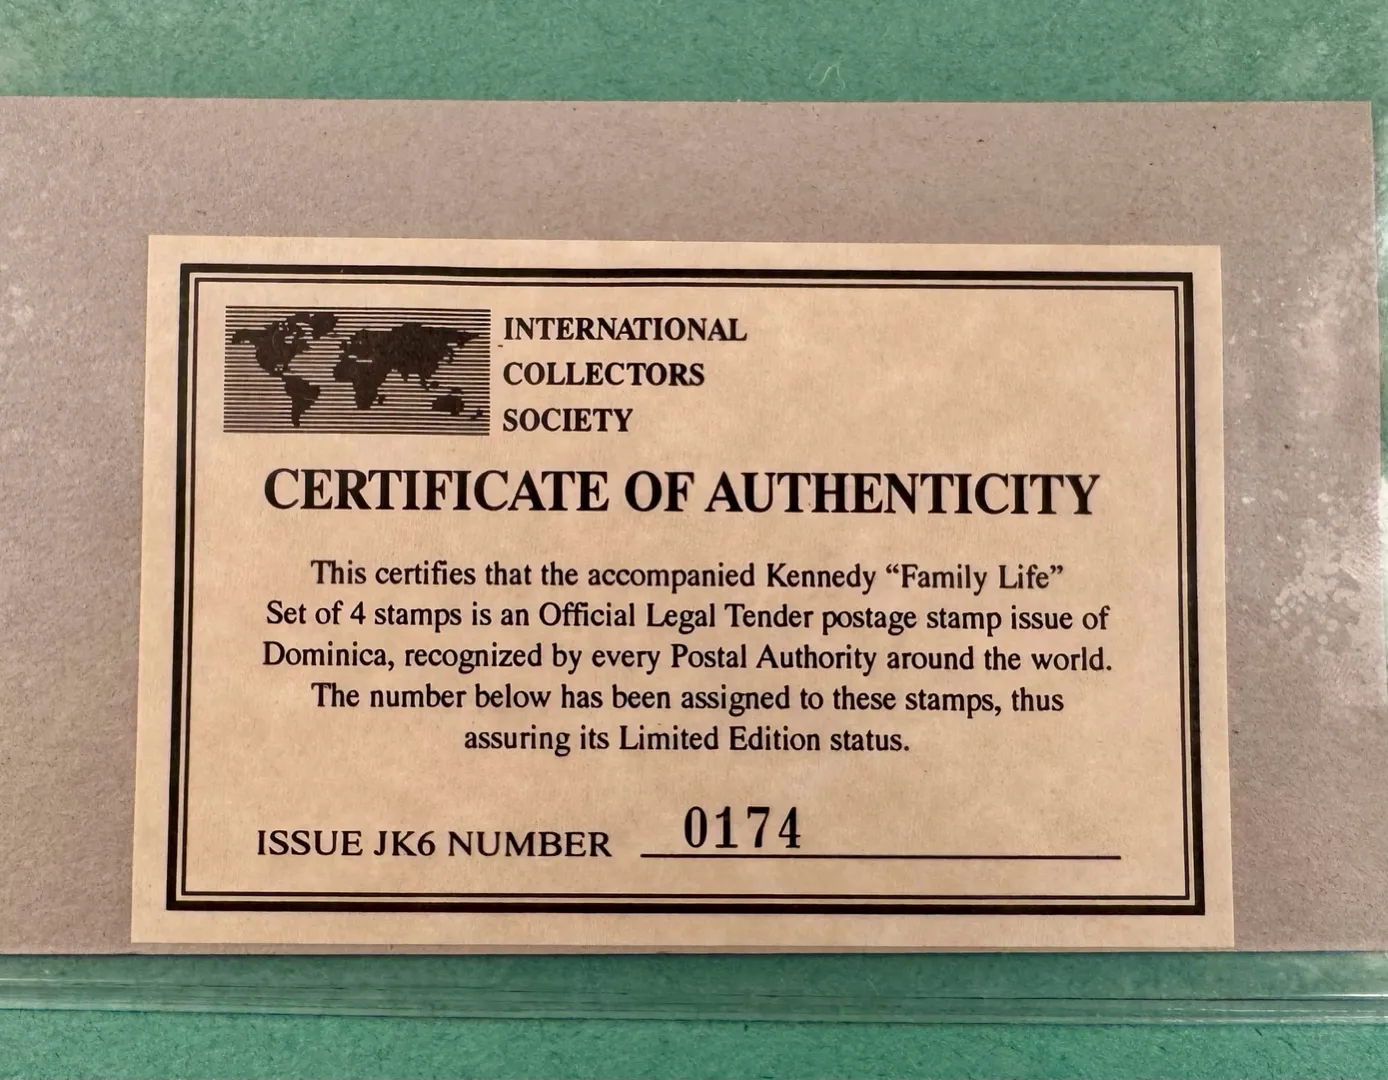 INTERNATIONAL
COLLECTORS
SOCIETY
CERTIFICATE OF AUTHENTICITY
This certifies that the accompanied Kennedy “Family Life”
Set of 4 stamps is an Official Legal Tender postage stamp issue of
Dominica, recognized by every Postal Authority around the world.
The number below has been assigned to these stamps, thus
assuring its Limited Edition status.
ISSUE JK6 NUMBER 0174